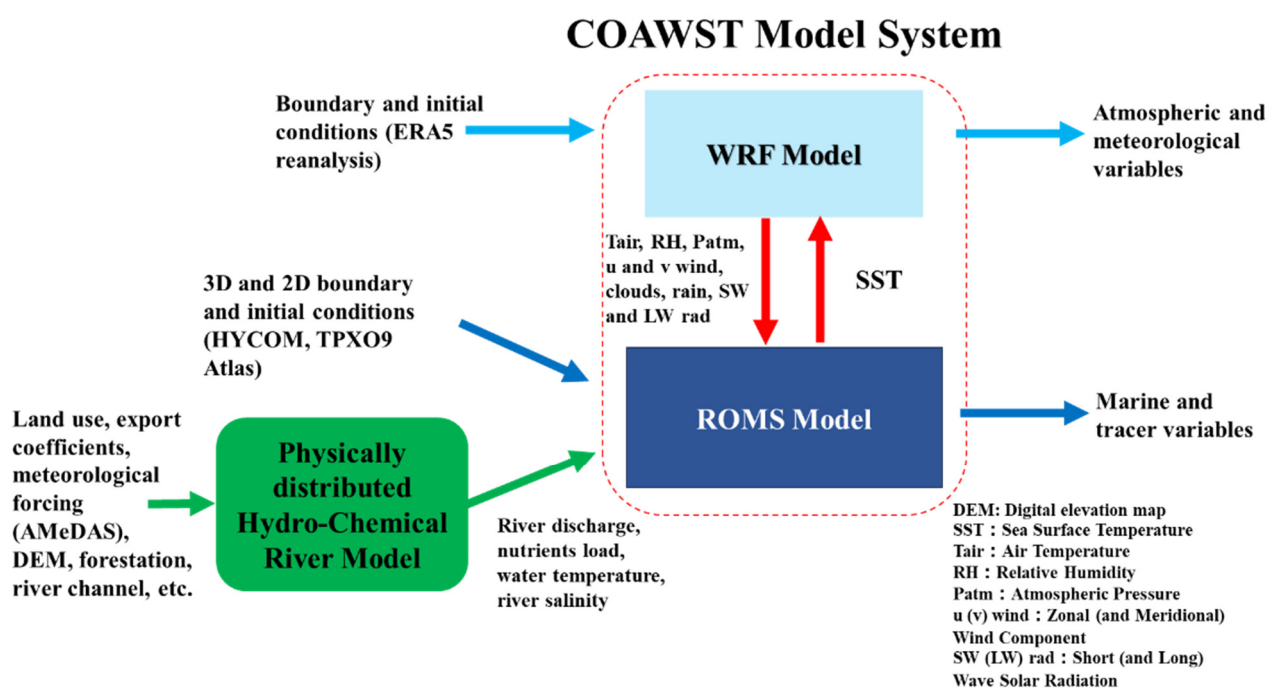 COAWST Model System
Boundary and initial
conditions (ERA5
reanalysis)
WRF Model
Atmospheric and
meteorological
variables
Tair, RH, Patm,
u and v wind,
clouds, rain, SW
and LW rad
SST
3D and 2D boundary
and initial conditions
(HYCOM, TPXO9
Atlas)
ROMS Model
Marine and
tracer variables
Land use, export
coefficients,
meteorological
forcing
(AMeDAS),
DEM, forestation,
river channel, etc.
Physically
distributed
Hydro-Chemical
River Model
River discharge,
nutrients load,
water temperature,
river salinity
DEM: Digital elevation map
SST：Sea Surface Temperature
Tair：Air Temperature
RH：Relative Humidity
Patm：Atmospheric Pressure
u (v) wind：Zonal (and Meridional)
Wind Component
SW (LW) rad：Short (and Long)
Wave Solar Radiation